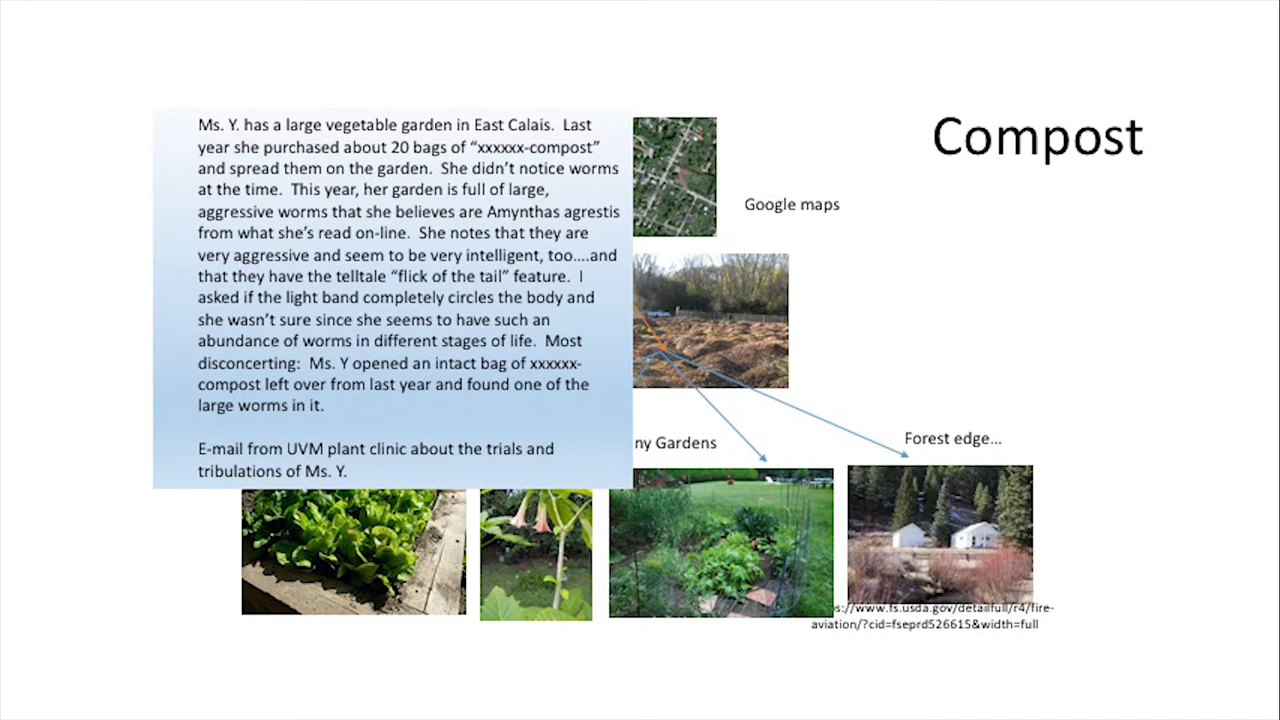 Compost
Ms. Y. has a large vegetable garden in East Calais.  Last
year she purchased about 20 bags of “xxxxxx-compost”
and spread them on the garden.  She didn’t notice worms
at the time.  This year, her garden is full of large,
aggressive worms that she believes are Amynthas agrestis
from what she’s read on-line.  She notes that they are
very aggressive and seem to be very intelligent, too....and
that they have the telltale “flick of the tail” feature.  I
asked if the light band completely circles the body and
she wasn’t sure since she seems to have such an
abundance of worms in different stages of life.  Most
disconcerting:  Ms. Y opened an intact bag of xxxxxx-
compost left over from last year and found one of the
large worms in it.
E-mail from UVM plant clinic about the trials and
tribulations of Ms. Y.
Google maps
ny Gardens
Forest edge...
s://www.fs.usda.gov/detailfull/r4/fire-
aviation/?cid=fseprd526615&width=full